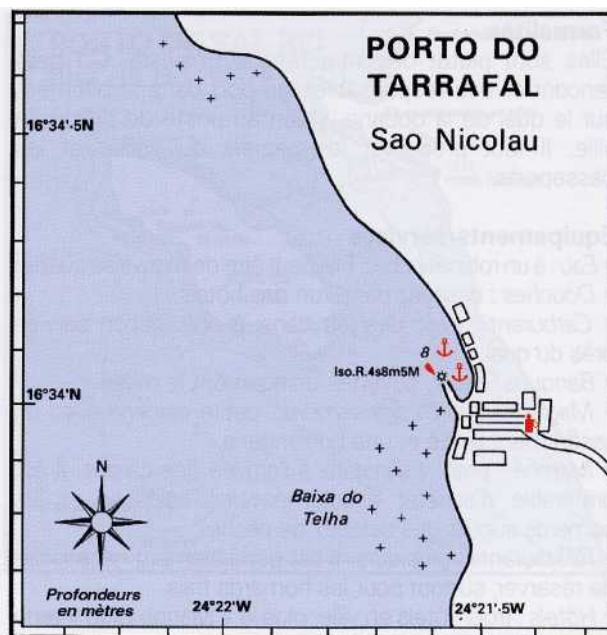 PORTO DO
TARRAFAL
Sao Nicolau
16°34'·5N
8
Iso.R.4s8m5M
16°34'N
N
Baixa do
Telha
Profondeurs
en mètres
24°22'W
24°21'·5W